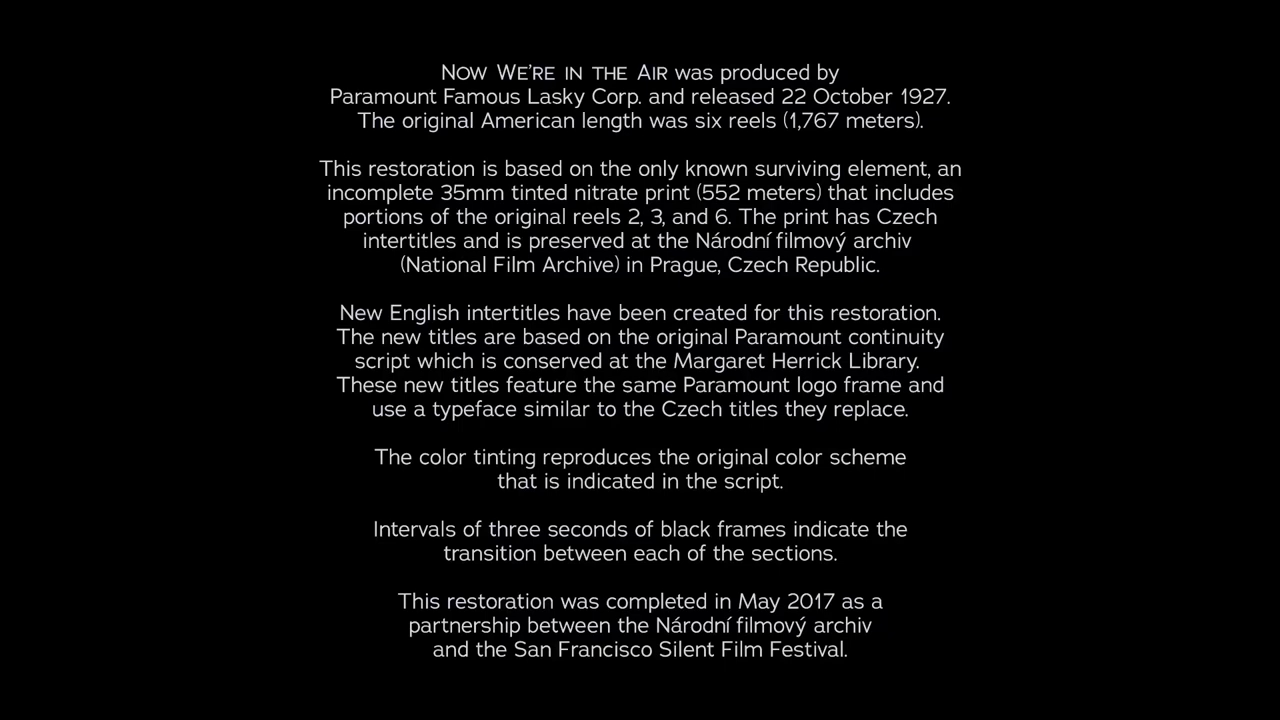 Now We're in the Air was produced by
Paramount Famous Lasky Corp. and released 22 October 1927.
The original American length was six reels (1,767 meters).
This restoration is based on the only known surviving element, an
incomplete 35mm tinted nitrate print (552 meters) that includes
portions of the original reels 2, 3, and 6. The print has Czech
intertitles and is preserved at the Národní filmový archiv
(National Film Archive) in Prague, Czech Republic.
New English intertitles have been created for this restoration.
The new titles are based on the original Paramount continuity
script which is conserved at the Margaret Herrick Library.
These new titles feature the same Paramount logo frame and
use a typeface similar to the Czech titles they replace.
The color tinting reproduces the original color scheme
that is indicated in the script.
Intervals of three seconds of black frames indicate the
transition between each of the sections.
This restoration was completed in May 2017 as a
partnership between the Národní filmový archiv
and the San Francisco Silent Film Festival.